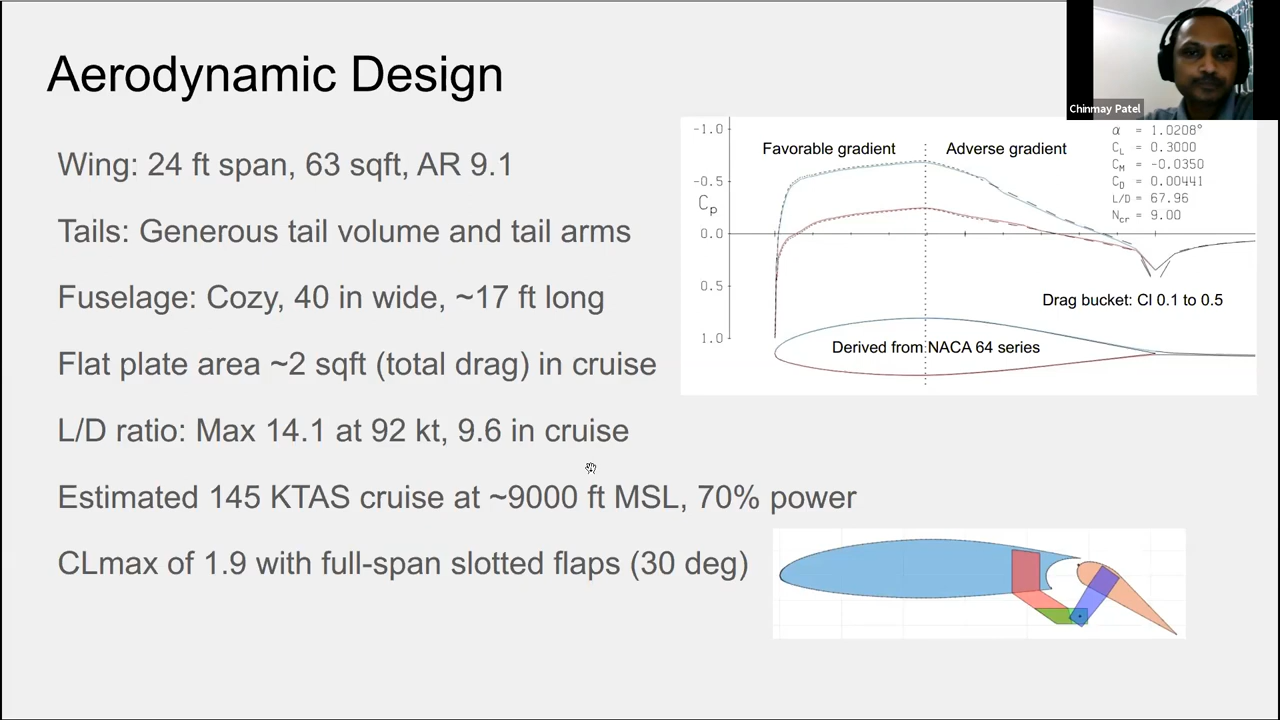 Aerodynamic Design
Chinmay Patel
Wing: 24 ft span, 63 sqft, AR 9.1
Tails: Generous tail volume and tail arms
Fuselage: Cozy, 40 in wide, ~17 ft long
Flat plate area ~2 sqft (total drag) in cruise
L/D ratio: Max 14.1 at 92 kt, 9.6 in cruise
Estimated 145 KTAS cruise at ~9000 ft MSL, 70% power
CLmax of 1.9 with full-span slotted flaps (30 deg)
-1.0
-0.5
Cp
0.0
0.5
1.0
Favorable gradient
Adverse gradient
α = 1.0208°
CL = 0.3000
CM = -0.0350
CD = 0.00441
L/D = 67.96
Ncr = 9.00
Drag bucket: Cl 0.1 to 0.5
Derived from NACA 64 series